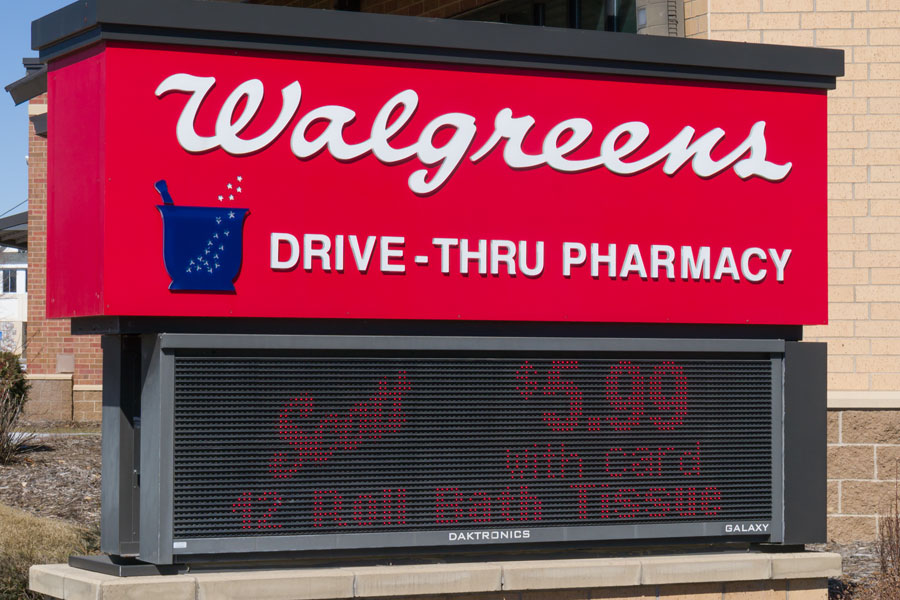 Walgreens
DRIVE-THRU PHARMACY
Scott $5.99
with card
12 Roll Bath Tissue
DAKTRONICS GALAXY